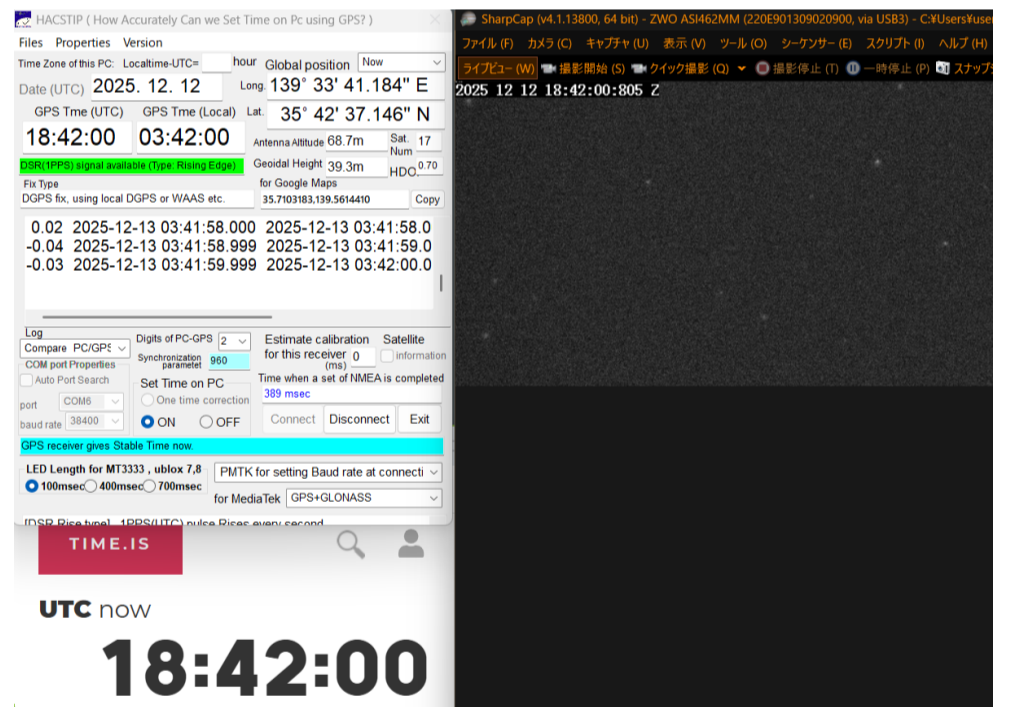 HACSTIP ( How Accurately Can we Set Time on Pc using GPS? )
Files Properties Version
Time Zone of this PC: Localtime-UTC= hour
Global position Now
Date (UTC) 2025. 12. 12
Long. 139° 33' 41.184" E
GPS Tme (UTC) GPS Tme (Local)
Lat. 35° 42' 37.146" N
18:42:00 03:42:00
Antenna Altitude 68.7m Sat. Num 17
DSR(1PPS) signal available (Type: Rising Edge)
Geoidal Height 39.3m HDO. 0.70
Fix Type
for Google Maps
DGPS fix, using local DGPS or WAAS etc.
35.7103183,139.5614410 Copy
0.02 2025-12-13 03:41:58.000 2025-12-13 03:41:58.0
-0.04 2025-12-13 03:41:58.999 2025-12-13 03:41:59.0
-0.03 2025-12-13 03:41:59.999 2025-12-13 03:42:00.0
Log
Compare PC/GPS
Digits of PC-GPS 2
Synchronization parametet 960
Estimate calibration for this receiver (ms) 0
Satellite information
COM port Properties
Auto Port Search
port COM6
baud rate 38400
Set Time on PC
One time correction
ON OFF
Time when a set of NMEA is completed
389 msec
Connect Disconnect Exit
GPS receiver gives Stable Time now.
LED Length for MT3333 , ublox 7,8
100msec 400msec 700msec
PMTK for setting Baud rate at connecti
for MediaTek GPS+GLONASS
[DSR Rise type] 1PPS(UTC) pulse Rises every second
TIME.IS
UTC now
18:42:00
SharpCap (v4.1.13800, 64 bit) - ZWO ASI462MM (220E901309020900, via USB3) - C:¥Users¥user
ファイル (F) カメラ (C) キャプチャ (U) 表示 (V) ツール (O) シーケンサー (E) スクリプト (I) ヘルプ (H)
ライブビュー (W) 撮影開始 (S) クイック撮影 (Q) 撮影停止 (T) 一時停止 (P) スナップ
2025 12 12 18:42:00:805 Z